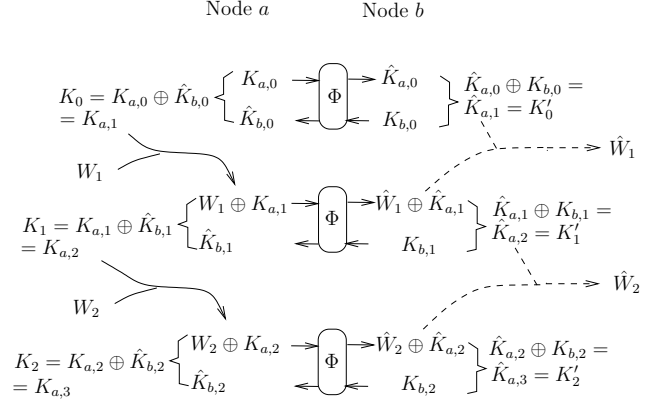 Node a Node b
K_{a,0} Φ \hat{K}_{a,0} \hat{K}_{a,0} ⊕ K_{b,0} =
K_0 = K_{a,0} ⊕ \hat{K}_{b,0}
= K_{a,1} \hat{K}_{b,0} K_{b,0} \hat{K}_{a,1} = K'_0
W_1 \hat{W}_1
W_1 ⊕ K_{a,1} Φ \hat{W}_1 ⊕ \hat{K}_{a,1} \hat{K}_{a,1} ⊕ K_{b,1} =
K_1 = K_{a,1} ⊕ \hat{K}_{b,1}
= K_{a,2} \hat{K}_{b,1} K_{b,1} \hat{K}_{a,2} = K'_1
W_2 \hat{W}_2
W_2 ⊕ K_{a,2} Φ \hat{W}_2 ⊕ \hat{K}_{a,2} \hat{K}_{a,2} ⊕ K_{b,2} =
K_2 = K_{a,2} ⊕ \hat{K}_{b,2}
= K_{a,3} \hat{K}_{b,2} K_{b,2} \hat{K}_{a,3} = K'_2